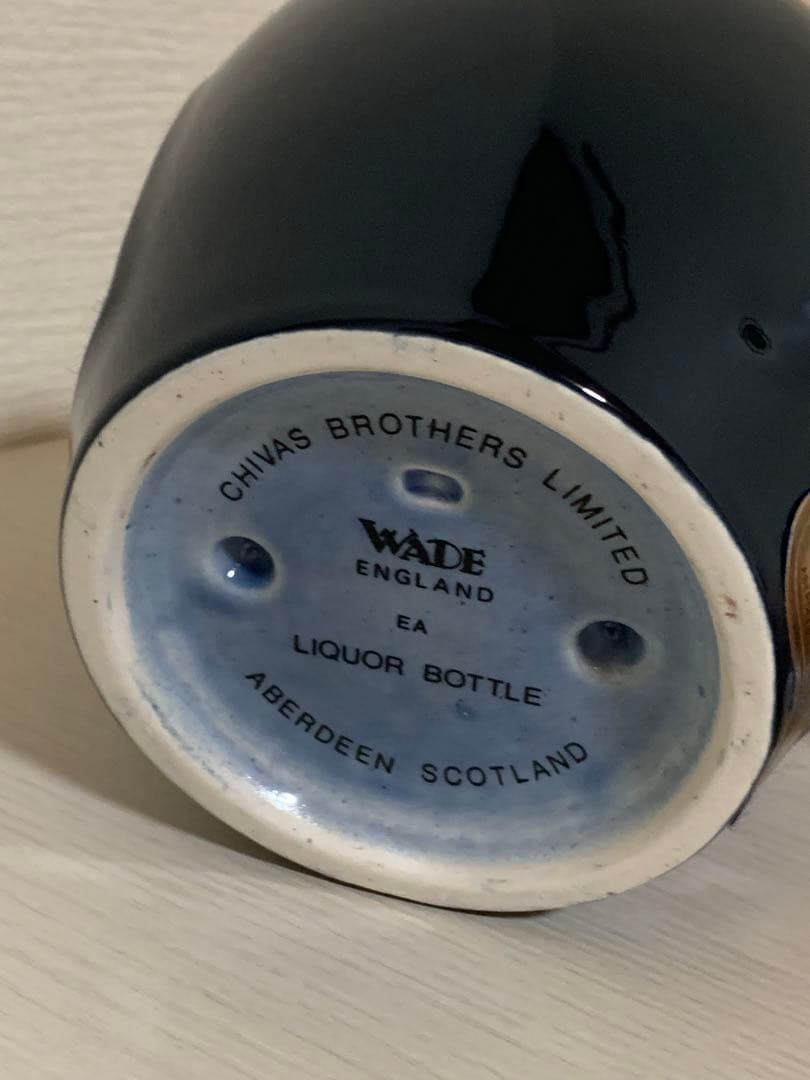 CHIVAS BROTHERS LIMITED
WADE
ENGLAND
EA
LIQUOR BOTTLE
ABERDEEN SCOTLAND